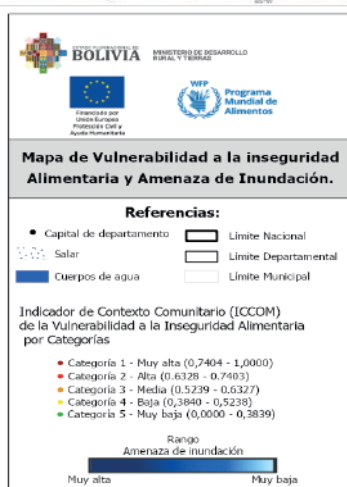 ESTADO PLURINACIONAL DE
BOLIVIA
MINISTERIO DE DESARROLLO
RURAL Y TIERRAS
Financiado por
Unión Europea
Protección Civil y
Ayuda Humanitaria
WFP
Programa
Mundial de
Alimentos
Mapa de Vulnerabilidad a la inseguridad
Alimentaria y Amenaza de Inundación.
Referencias:
Capital de departamento
Salar
Cuerpos de agua
Límite Nacional
Límite Departamental
Límite Municipal
Indicador de Contexto Comunitario (ICCOM)
de la Vulnerabilidad a la Inseguridad Alimentaria
por Categorías
Categoría 1 - Muy alta (0,7404 - 1,0000)
Categoría 2 - Alta (0.6328 - 0.7403)
Categoría 3 - Media (0.5239 - 0.6327)
Categoría 4 - Baja (0,3840 - 0,5238)
Categoría 5 - Muy baja (0,0000 - 0,3839)
Rango
Amenaza de inundación
Muy alta Muy baja